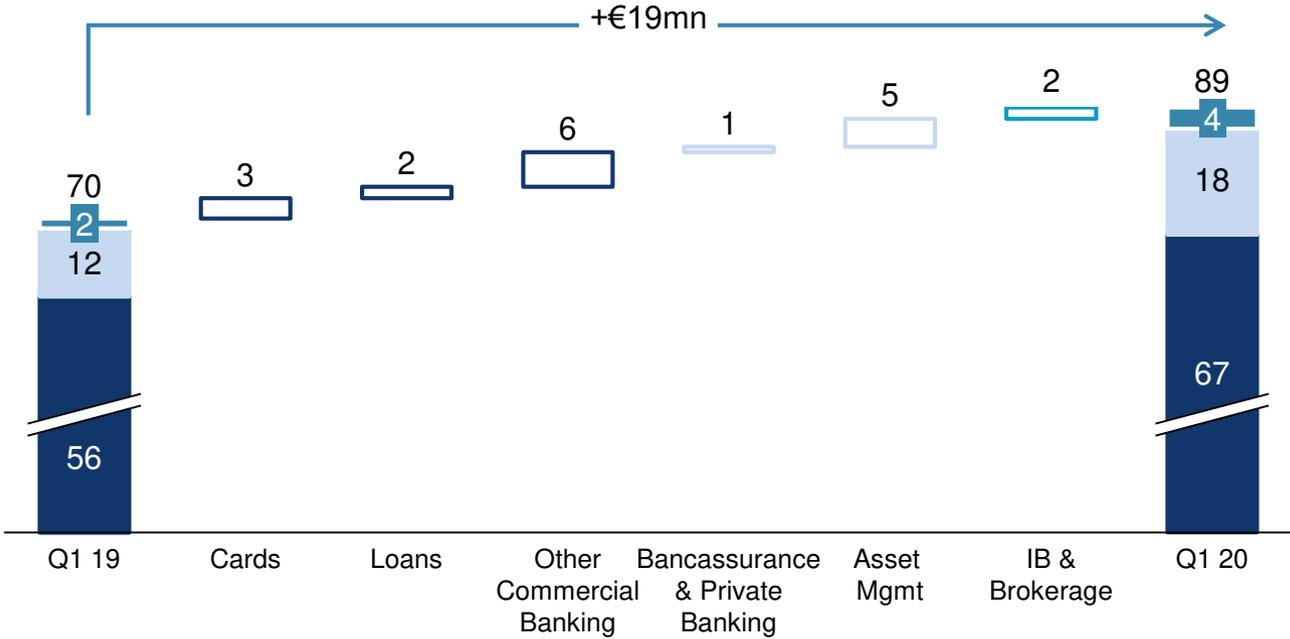 +€19mn
70
2
12
56
3
2
6
1
5
2
89
4
18
67
Q1 19
Cards
Loans
Other
Commercial
Banking
Bancassurance
& Private
Banking
Asset
Mgmt
IB &
Brokerage
Q1 20